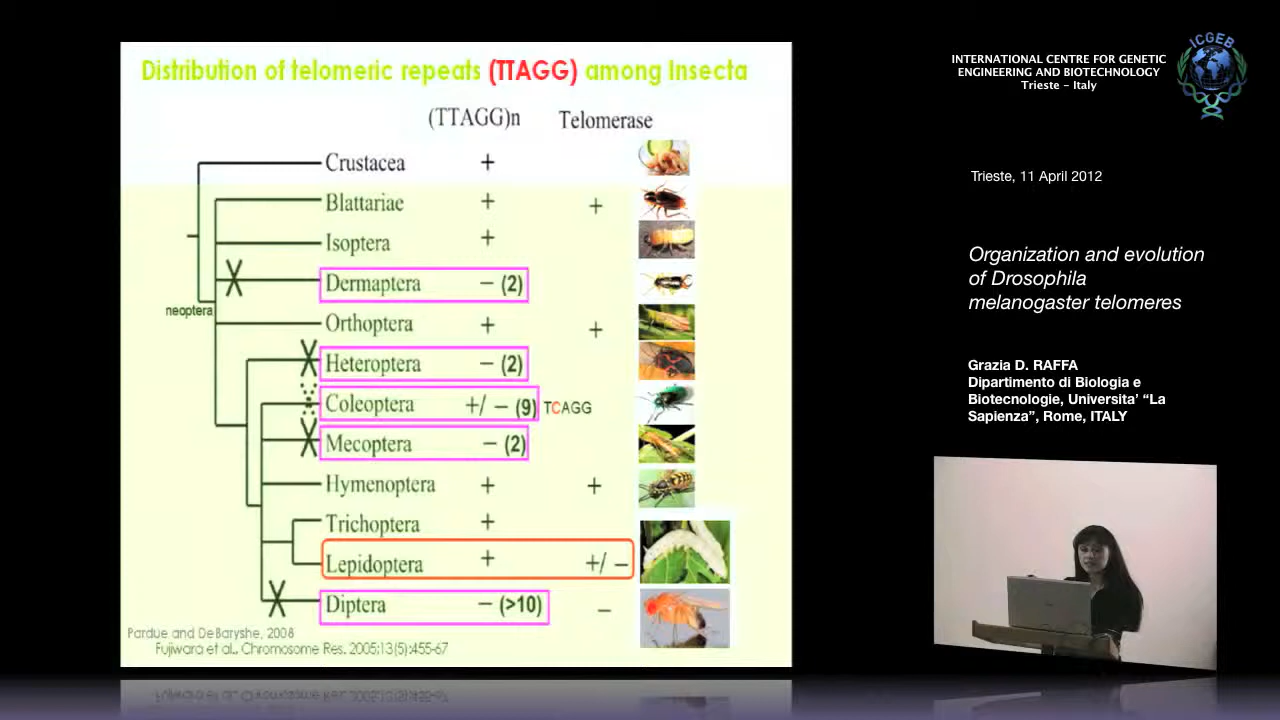 Distribution of telomeric repeats (TTAGG) among Insecta
(TTAGG)n Telomerase
Crustacea +
Blattariae + +
Isoptera +
Dermaptera – (2)
neoptera
Orthoptera + +
Heteroptera – (2)
Coleoptera +/ – (9) TCAGG
Mecoptera – (2)
Hymenoptera + +
Trichoptera +
Lepidoptera + +/ –
Diptera – (>10) –
Pardue and DeBaryshe, 2008
Fujiwara et al., Chromosome Res. 2005;13(5):455-67
INTERNATIONAL CENTRE FOR GENETIC
ENGINEERING AND BIOTECHNOLOGY
Trieste – Italy
ICGEB
Trieste, 11 April 2012
Organization and evolution
of Drosophila
melanogaster telomeres
Grazia D. RAFFA
Dipartimento di Biologia e
Biotecnologie, Universita’ “La
Sapienza”, Rome, ITALY